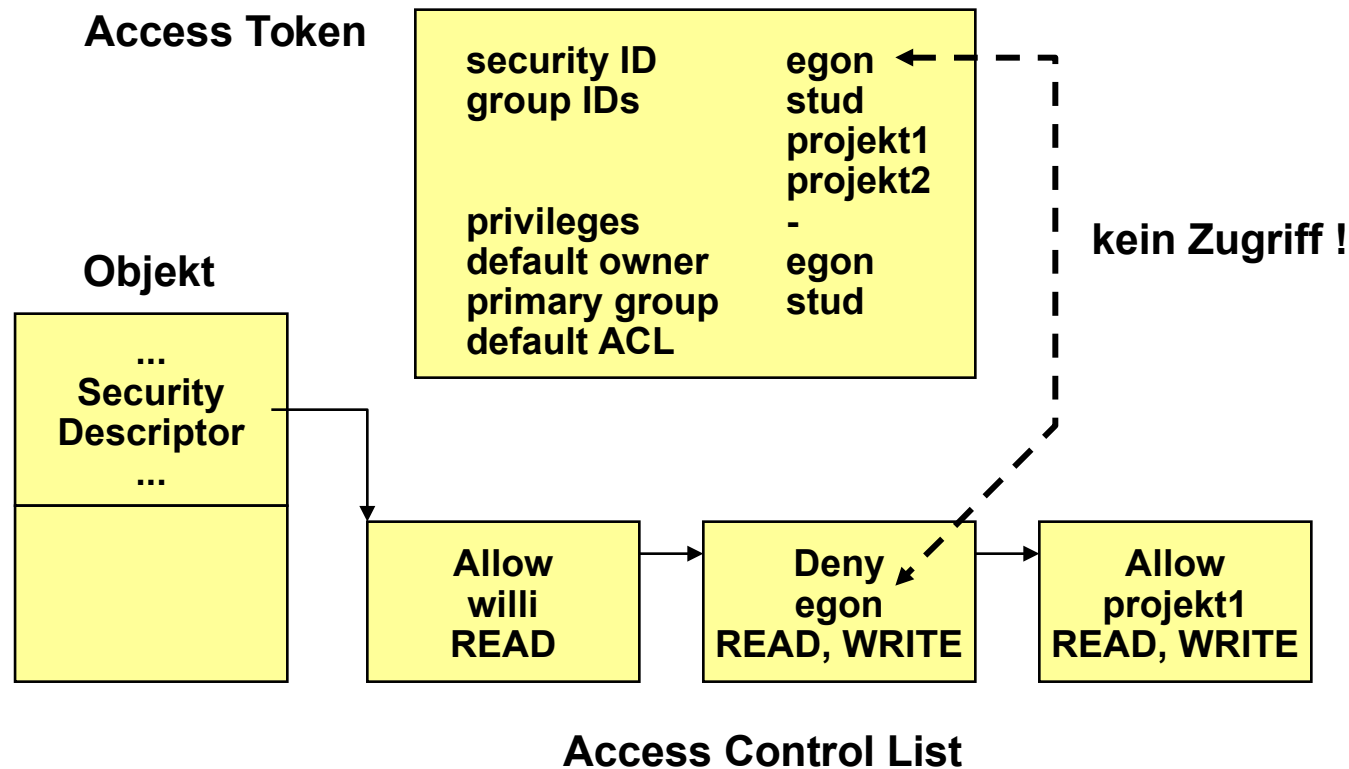 Access Token
security ID egon
group IDs stud
projekt1
projekt2
privileges -
default owner egon
primary group stud
default ACL
kein Zugriff !
Objekt
...
Security
Descriptor
...
Allow
willi
READ
Deny
egon
READ, WRITE
Allow
projekt1
READ, WRITE
Access Control List